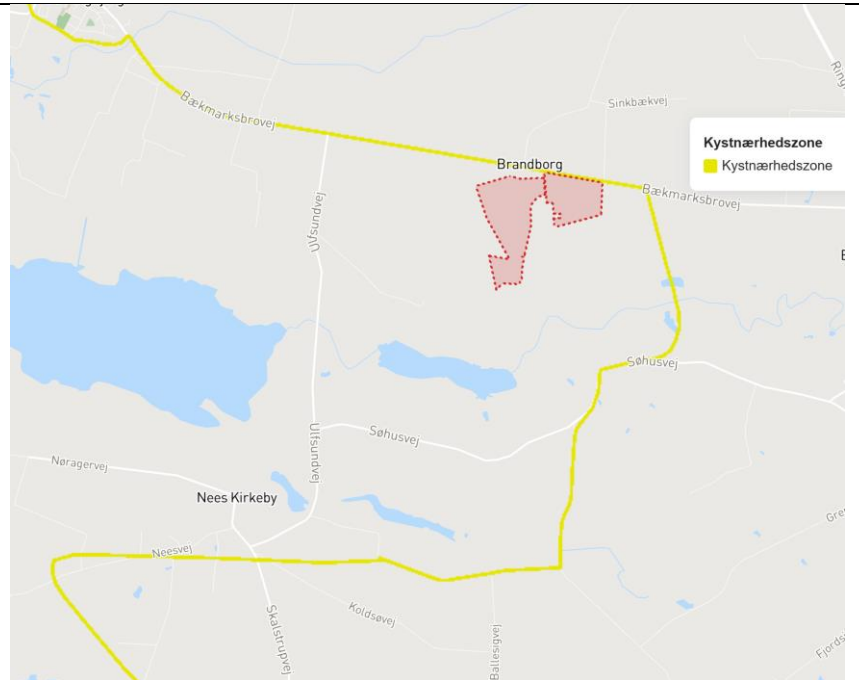 Bækmarksbrovej
Sinkbækvej
Kystnærhedszone
Kystnærhedszone
Brandborg
Bækmarksbrovej
Ulfsundvej
Søhusvej
Søhusvej
Ulfsundvej
Nøragervej
Nees Kirkeby
Neesvej
Koldsøvej
Skalstrupvej
Ballesigvej